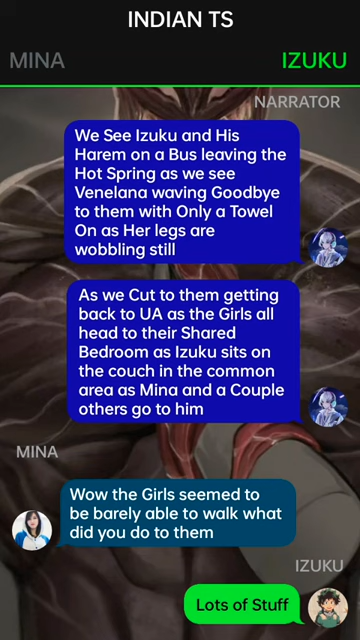 INDIAN TS
MINA
IZUKU
NARRATOR
We See Izuku and His
Harem on a Bus leaving the
Hot Spring as we see
Venelana waving Goodbye
to them with Only a Towel
On as Her legs are
wobbling still
As we Cut to them getting
back to UA as the Girls all
head to their Shared
Bedroom as Izuku sits on
the couch in the common
area as Mina and a Couple
others go to him
MINA
Wow the Girls seemed to
be barely able to walk what
did you do to them
IZUKU
Lots of Stuff